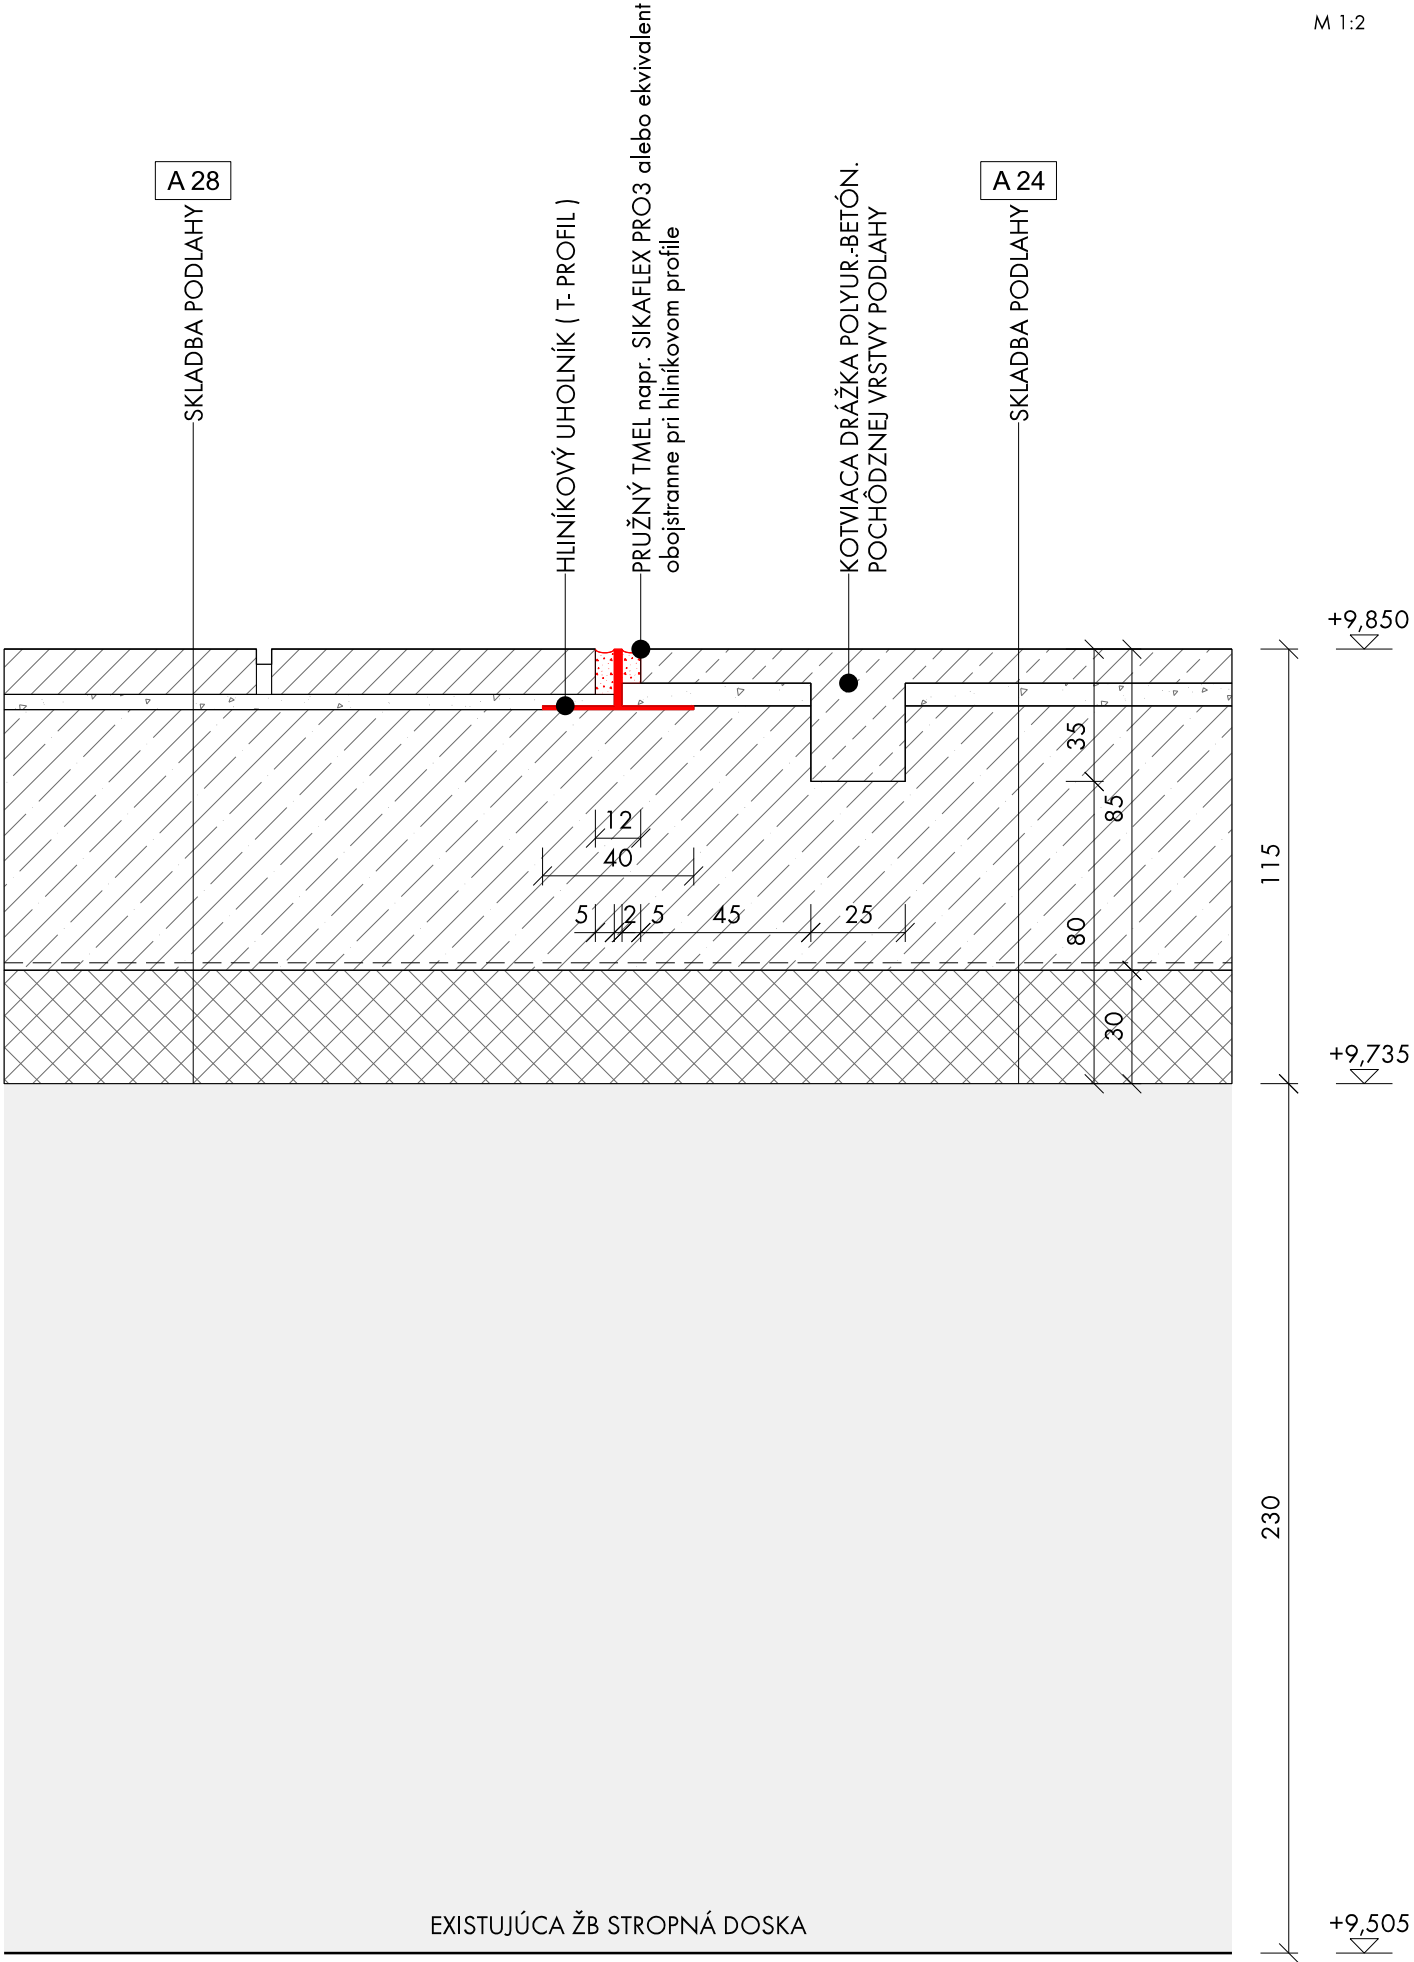 M 1:2
A 28
SKLADBA PODLAHY
HLINÍKOVÝ UHOLNÍK ( T- PROFIL )
PRUŽNÝ TMEL napr. SIKAFLEX PRO3 alebo ekvivalent
obojstranne pri hliníkovom profile
KOTVIACA DRÁŽKA POLYUR.-BETÓN.
POCHÔDZNEJ VRSTVY PODLAHY
A 24
SKLADBA PODLAHY
+9,850
35
85
12
40
115
5
2
5
45
25
80
30
+9,735
230
EXISTUJÚCA ŽB STROPNÁ DOSKA
+9,505